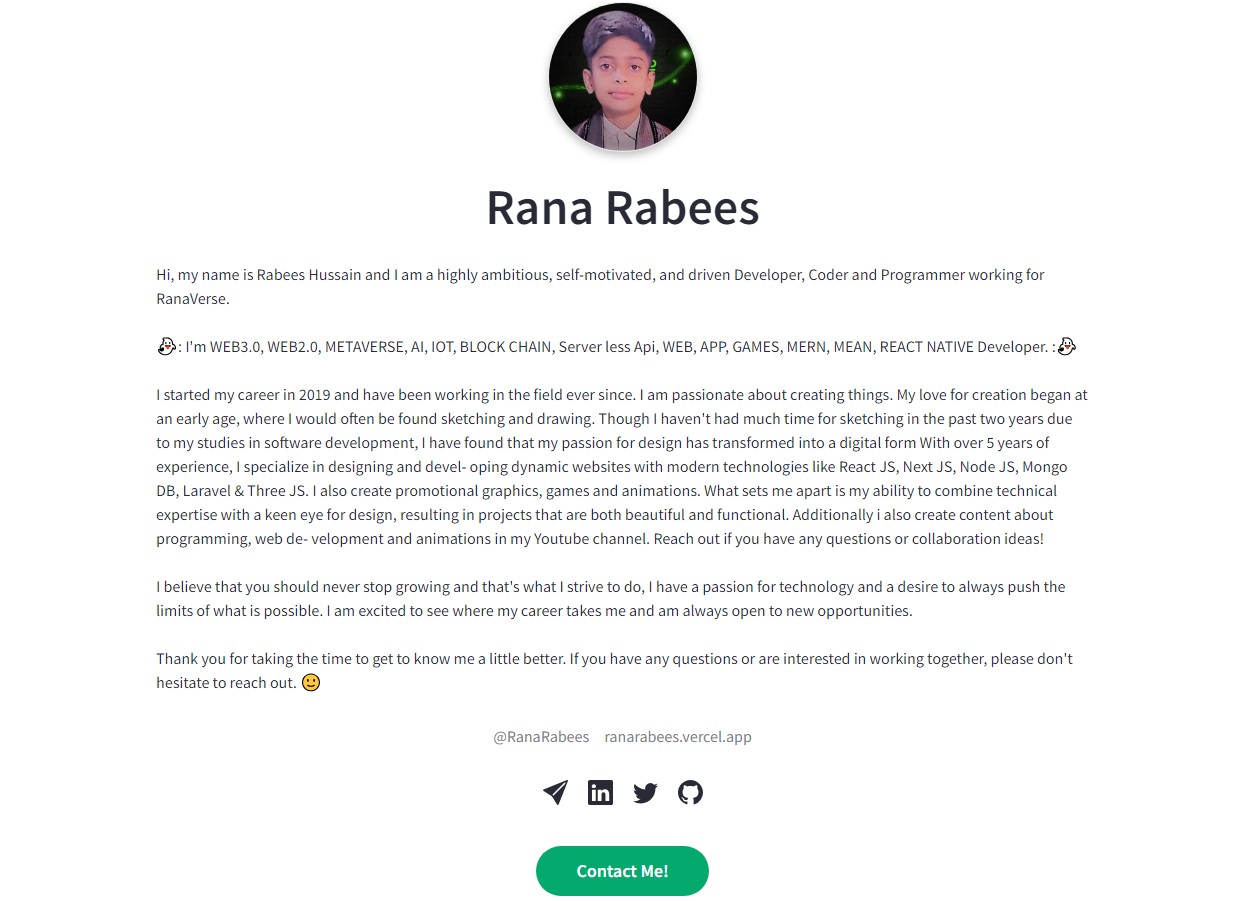 Rana Rabees
Hi, my name is Rabees Hussain and I am a highly ambitious, self-motivated, and driven Developer, Coder and Programmer working for
RanaVerse.
: I'm WEB3.0, WEB2.0, METAVERSE, AI, IOT, BLOCK CHAIN, Server less Api, WEB, APP, GAMES, MERN, MEAN, REACT NATIVE Developer. :
I started my career in 2019 and have been working in the field ever since. I am passionate about creating things. My love for creation began at
an early age, where I would often be found sketching and drawing. Though I haven't had much time for sketching in the past two years due
to my studies in software development, I have found that my passion for design has transformed into a digital form With over 5 years of
experience, I specialize in designing and devel- oping dynamic websites with modern technologies like React JS, Next JS, Node JS, Mongo
DB, Laravel & Three JS. I also create promotional graphics, games and animations. What sets me apart is my ability to combine technical
expertise with a keen eye for design, resulting in projects that are both beautiful and functional. Additionally i also create content about
programming, web de- velopment and animations in my Youtube channel. Reach out if you have any questions or collaboration ideas!
I believe that you should never stop growing and that's what I strive to do, I have a passion for technology and a desire to always push the
limits of what is possible. I am excited to see where my career takes me and am always open to new opportunities.
Thank you for taking the time to get to know me a little better. If you have any questions or are interested in working together, please don't
hesitate to reach out. 🙂
@RanaRabees ranarabees.vercel.app
Contact Me!